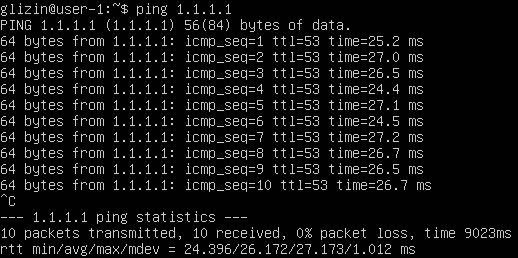 glizin@user-1:~$ ping 1.1.1.1
PING 1.1.1.1 (1.1.1.1) 56(84) bytes of data.
64 bytes from 1.1.1.1: icmp_seq=1 ttl=53 time=25.2 ms
64 bytes from 1.1.1.1: icmp_seq=2 ttl=53 time=27.0 ms
64 bytes from 1.1.1.1: icmp_seq=3 ttl=53 time=26.5 ms
64 bytes from 1.1.1.1: icmp_seq=4 ttl=53 time=24.4 ms
64 bytes from 1.1.1.1: icmp_seq=5 ttl=53 time=27.1 ms
64 bytes from 1.1.1.1: icmp_seq=6 ttl=53 time=24.5 ms
64 bytes from 1.1.1.1: icmp_seq=7 ttl=53 time=27.2 ms
64 bytes from 1.1.1.1: icmp_seq=8 ttl=53 time=26.7 ms
64 bytes from 1.1.1.1: icmp_seq=9 ttl=53 time=26.5 ms
64 bytes from 1.1.1.1: icmp_seq=10 ttl=53 time=26.7 ms
^C
--- 1.1.1.1 ping statistics ---
10 packets transmitted, 10 received, 0% packet loss, time 9023ms
rtt min/avg/max/mdev = 24.396/26.172/27.173/1.012 ms